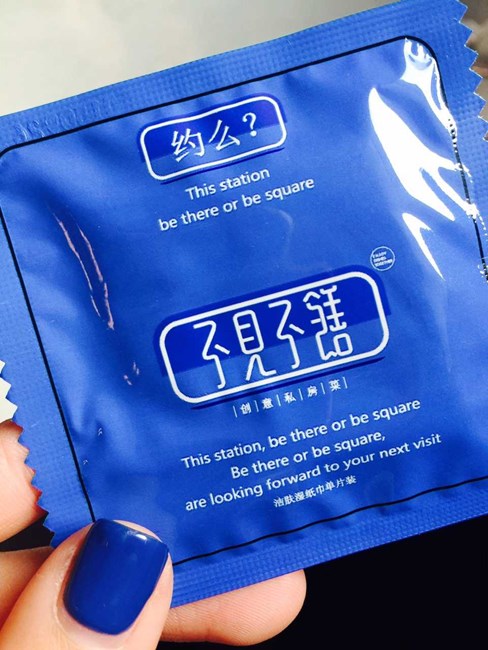 约么？
This station
be there or be square
不見不䭕
创意私房菜
This station, be there or be square
Be there or be square,
are looking forward to your next visit
洁肤湿纸巾单片装